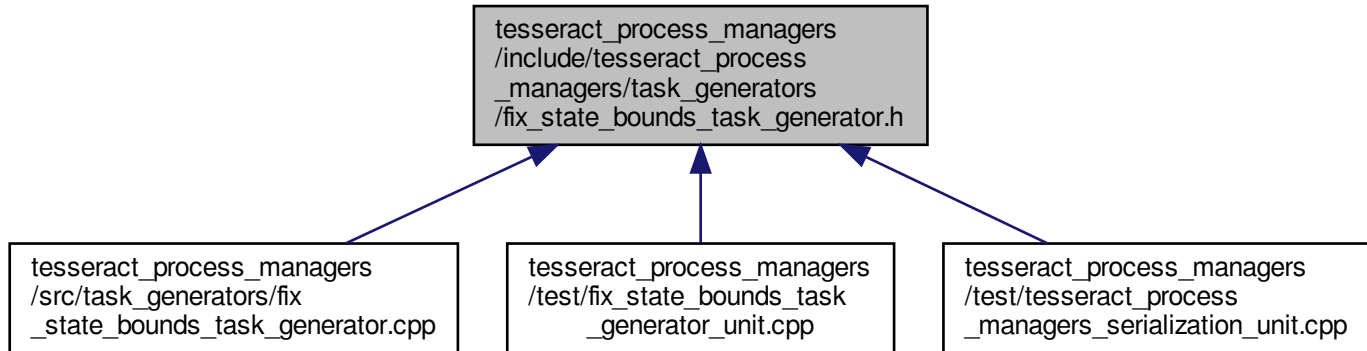 tesseract_process_managers
/include/tesseract_process
_managers/task_generators
/fix_state_bounds_task_generator.h
tesseract_process_managers
/src/task_generators/fix
_state_bounds_task_generator.cpp
tesseract_process_managers
/test/fix_state_bounds_task
_generator_unit.cpp
tesseract_process_managers
/test/tesseract_process
_managers_serialization_unit.cpp